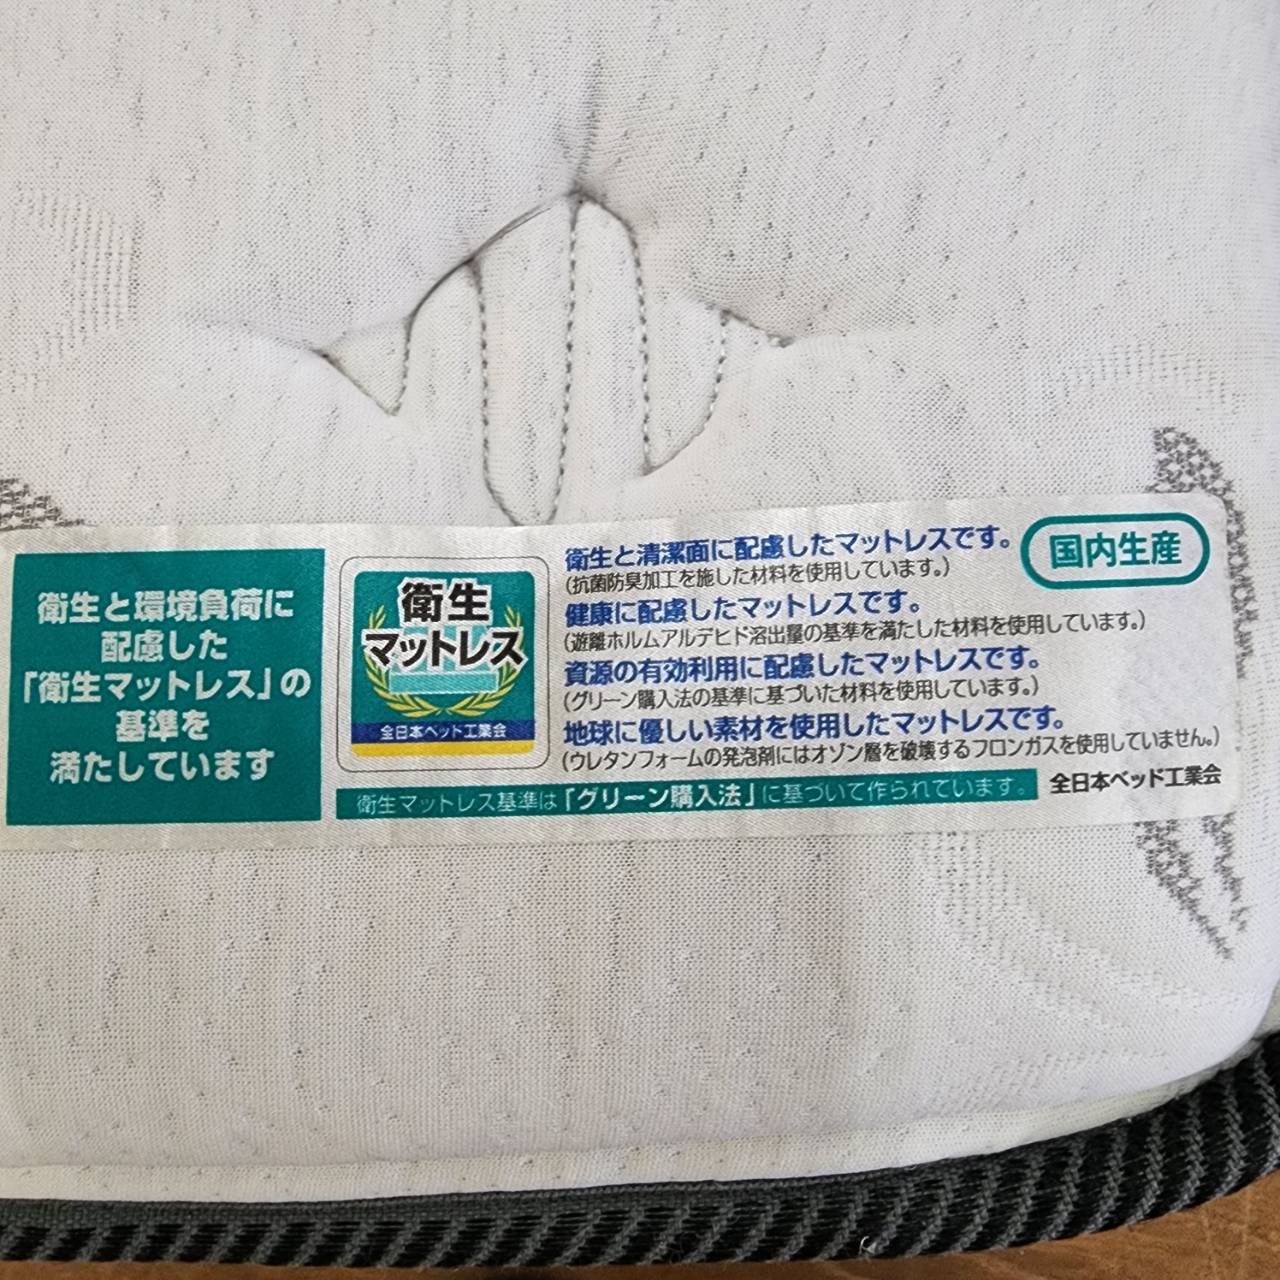 衛生と環境負荷に
配慮した
「衛生マットレス」の
基準を
満たしています
衛生
マットレス
全日本ベッド工業会
衛生と清潔面に配慮したマットレスです。
(抗菌防臭加工を施した材料を使用しています。)
健康に配慮したマットレスです。
(遊離ホルムアルデヒド溶出量の基準を満たした材料を使用しています。)
資源の有効利用に配慮したマットレスです。
(グリーン購入法の基準に基づいた材料を使用しています。)
地球に優しい素材を使用したマットレスです。
(ウレタンフォームの発泡剤にはオゾン層を破壊するフロンガスを使用していません。)
国内生産
衛生マットレス基準は「グリーン購入法」に基づいて作られています。
全日本ベッド工業会